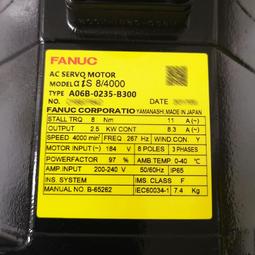 FANUC
AC SERVO MOTOR
MODEL αiS 8/4000
TYPE A06B-0235-B300
NO. DATE
FANUC CORPORATIO YAMANASHI, MADE IN JAPAN
STALL TRQ 8 Nm 11 A(~)
OUTPUT 2.5 KW CONT 8.3 A(~)
SPEED 4000 min FREQ 267 Hz WIND CON. Y
MOTOR INPUT (~) 184 V 8 POLES 3 PHASES
POWERFACTOR 97 % AMB TEMP 0-40 °C
AMP.INPUT 200-240 V 50/60Hz IP65
INS. SYSTEM IMS CLASS F
MANUAL NO. B-65262 IEC60034-1 7.4 Kg